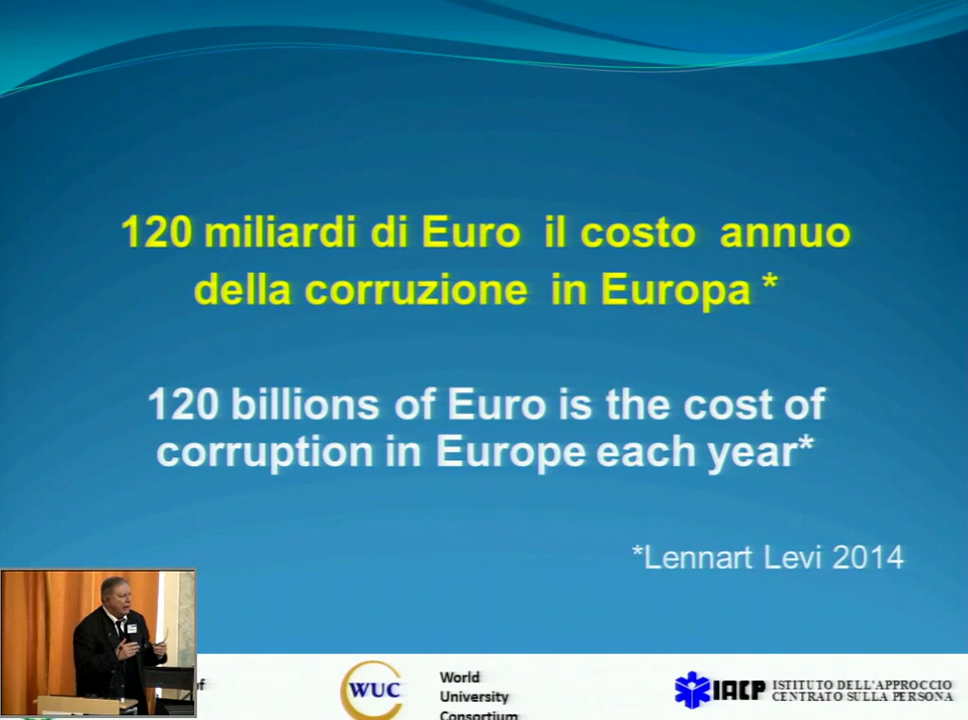 120 miliardi di Euro il costo annuo
della corruzione in Europa *
120 billions of Euro is the cost of
corruption in Europe each year*
*Lennart Levi 2014
of
WUC
World
University
Consortium
IACP
ISTITUTO DELL'APPROCCIO
CENTRATO SULLA PERSONA